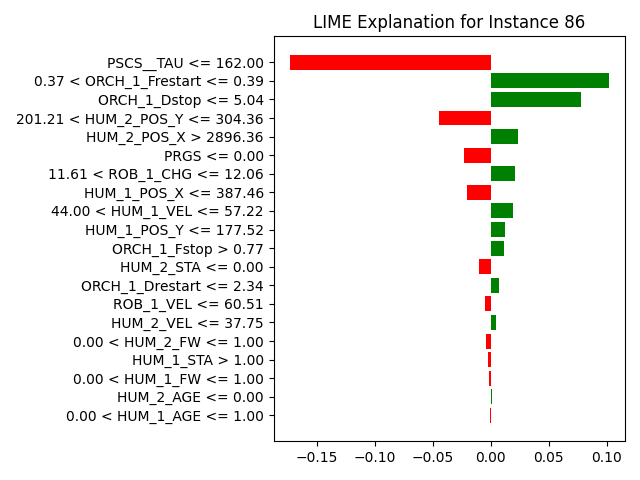 LIME Explanation for Instance 86
PSCS__TAU <= 162.00
0.37 < ORCH_1_Frestart <= 0.39
ORCH_1_Dstop <= 5.04
201.21 < HUM_2_POS_Y <= 304.36
HUM_2_POS_X > 2896.36
PRGS <= 0.00
11.61 < ROB_1_CHG <= 12.06
HUM_1_POS_X <= 387.46
44.00 < HUM_1_VEL <= 57.22
HUM_1_POS_Y <= 177.52
ORCH_1_Fstop > 0.77
HUM_2_STA <= 0.00
ORCH_1_Drestart <= 2.34
ROB_1_VEL <= 60.51
HUM_2_VEL <= 37.75
0.00 < HUM_2_FW <= 1.00
HUM_1_STA > 1.00
0.00 < HUM_1_FW <= 1.00
HUM_2_AGE <= 0.00
0.00 < HUM_1_AGE <= 1.00
−0.15 −0.10 −0.05 0.00 0.05 0.10